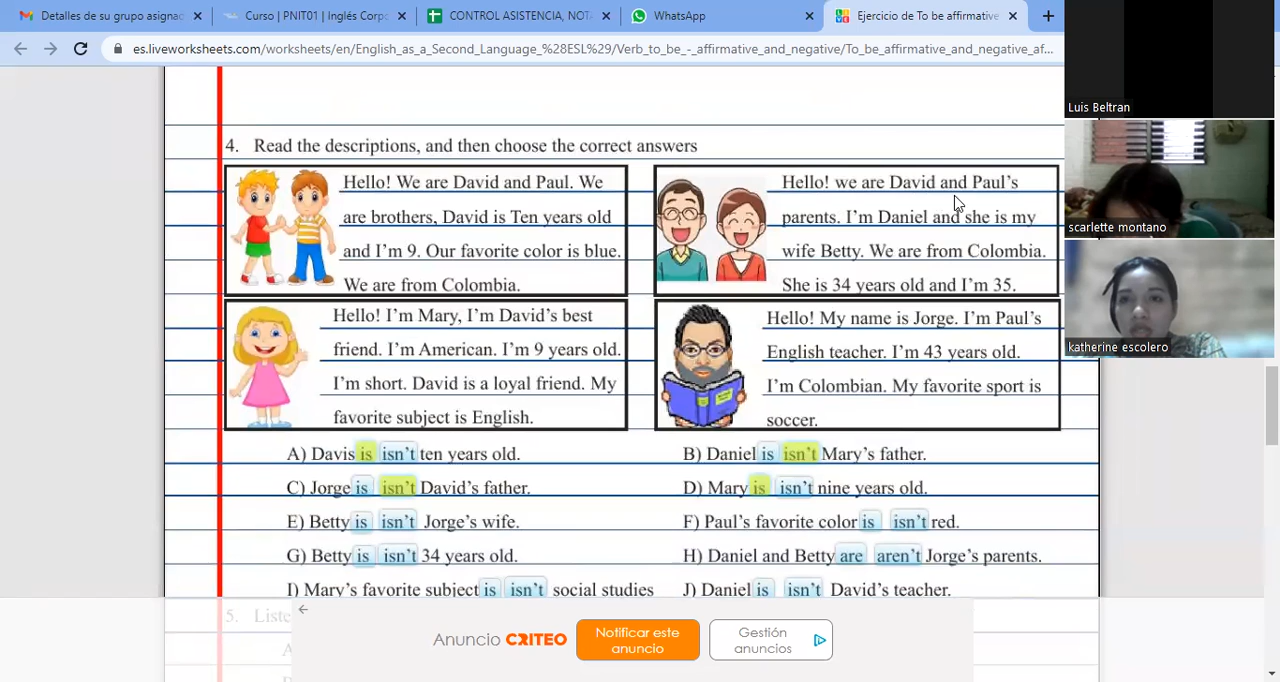 Detalles de su grupo asignad
Curso | PNIT01 | Inglés Corp
CONTROL ASISTENCIA, NOT
WhatsApp
Ejercicio de To be affirmative
es.liveworksheets.com/worksheets/en/English_as_a_Second_Language_%28ESL%29/Verb_to_be_-_affirmative_and_negative/To_be_affirmative_and_negative_af...
Luis Beltran
scarlette montano
katherine escolero
4. Read the descriptions, and then choose the correct answers
Hello! We are David and Paul. We
are brothers, David is Ten years old
and I'm 9. Our favorite color is blue.
We are from Colombia.
Hello! we are David and Paul's
parents. I'm Daniel and she is my
wife Betty. We are from Colombia.
She is 34 years old and I'm 35.
Hello! I'm Mary, I'm David's best
friend. I'm American. I'm 9 years old.
I'm short. David is a loyal friend. My
favorite subject is English.
Hello! My name is Jorge. I'm Paul's
English teacher. I'm 43 years old.
I'm Colombian. My favorite sport is
soccer.
A) Davis is isn't ten years old.
B) Daniel is isn't Mary's father.
C) Jorge is isn't David's father.
D) Mary is isn't nine years old.
E) Betty is isn't Jorge's wife.
F) Paul's favorite color is isn't red.
G) Betty is isn't 34 years old.
H) Daniel and Betty are aren't Jorge's parents.
I) Mary's favorite subject is isn't social studies
J) Daniel is isn't David's teacher.
5. Liste
Anuncio CRITEO
Notificar este
anuncio
Gestión
anuncios